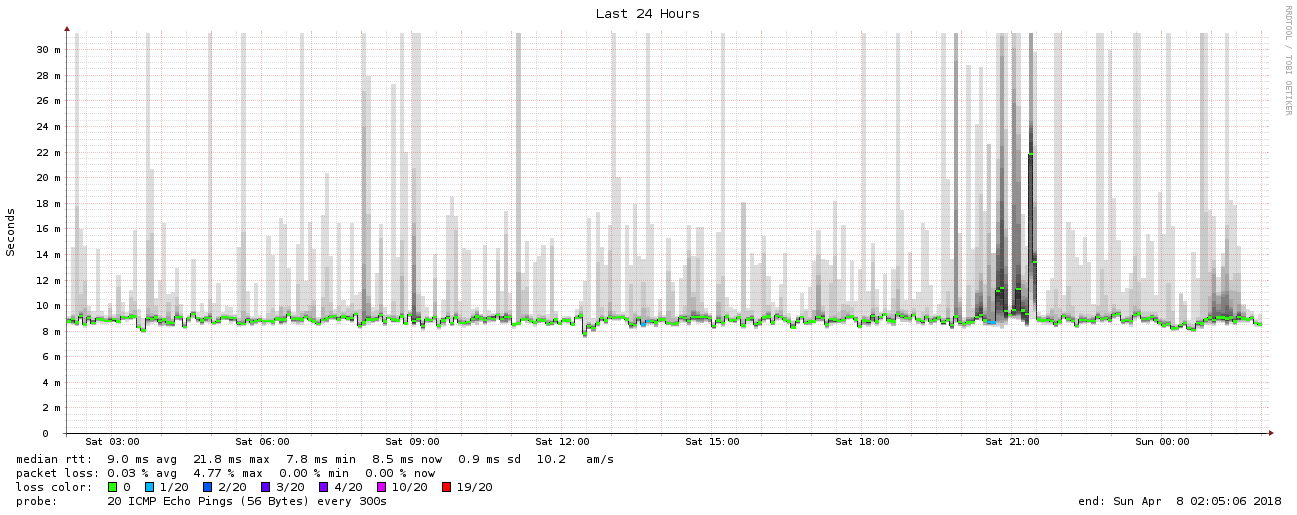 Last 24 Hours
RRDTOOL / TOBI OETIKER
Seconds
30 m
28 m
26 m
24 m
22 m
20 m
18 m
16 m
14 m
12 m
10 m
8 m
6 m
4 m
2 m
0
Sat 03:00 Sat 06:00 Sat 09:00 Sat 12:00 Sat 15:00 Sat 18:00 Sat 21:00 Sun 00:00
median rtt: 9.0 ms avg 21.8 ms max 7.8 ms min 8.5 ms now 0.9 ms sd 10.2 am/s
packet loss: 0.03 % avg 4.77 % max 0.00 % min 0.00 % now
loss color: 0 1/20 2/20 3/20 4/20 10/20 19/20
probe: 20 ICMP Echo Pings (56 Bytes) every 300s end: Sun Apr 8 02:05:06 2018